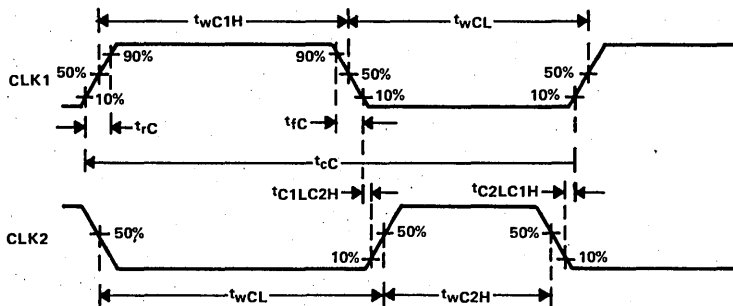 twC1H twCL
90% 90%
CLK1 50% 50% 50%
10% 10% 10%
trC tfC
tcC
tC1LC2H tC2LC1H
CLK2 50% 50% 50%
10% 10%
twCL twC2H